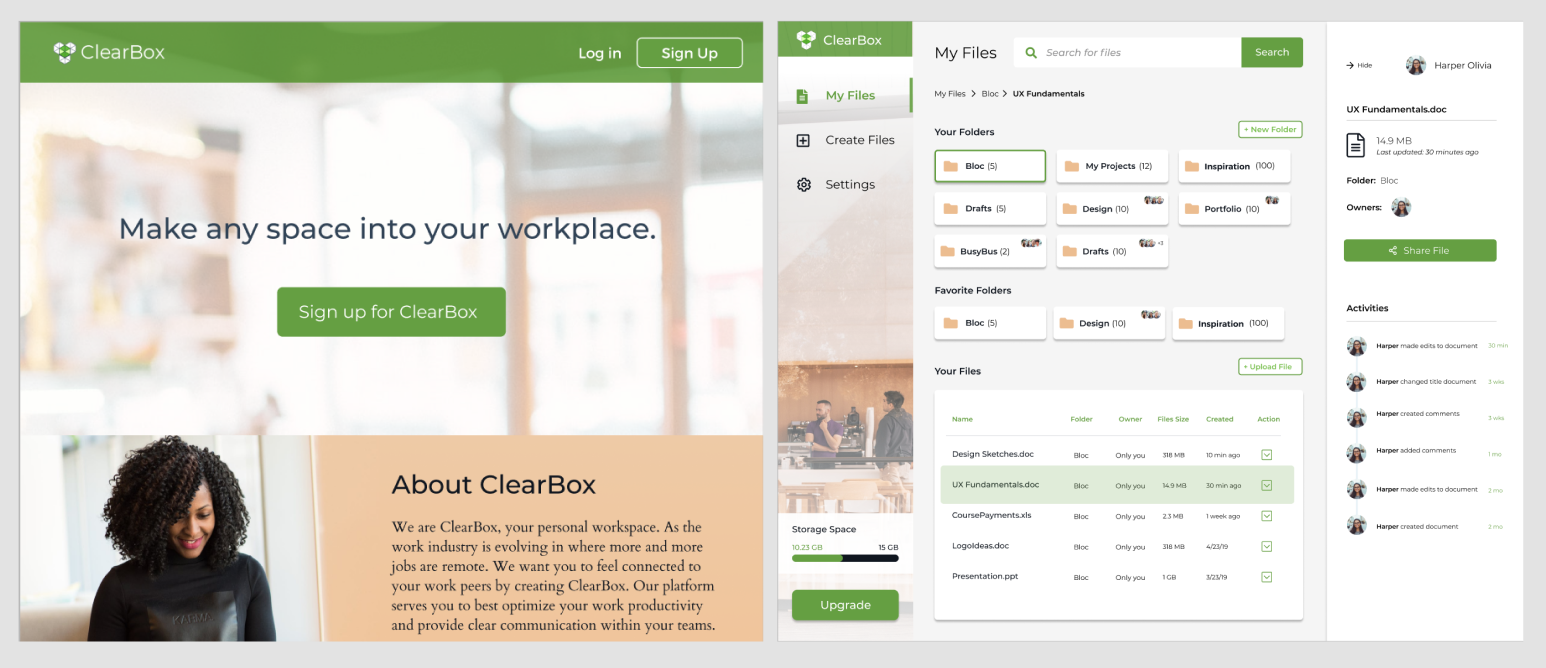 ClearBox
Log in
Sign Up
Make any space into your workplace.
Sign up for ClearBox
About ClearBox
We are ClearBox, your personal workspace. As the
work industry is evolving in where more and more
jobs are remote. We want you to feel connected to
your work peers by creating ClearBox. Our platform
serves you to best optimize your work productivity
and provide clear communication within your teams.
KARMA
ClearBox
My Files
Create Files
Settings
Storage Space
10.23 GB 15 GB
Upgrade
My Files
Search for files
Search
My Files > Bloc > UX Fundamentals
Your Folders
+ New Folder
Bloc (5)
My Projects (12)
Inspiration (100)
Drafts (5)
Design (10)
Portfolio (10)
BusyBus (2)
Drafts (10)
+3
Favorite Folders
Bloc (5)
Design (10)
Inspiration (100)
Your Files
+ Upload File
Name Folder Owner Files Size Created Action
Design Sketches.doc Bloc Only you 318 MB 10 min ago
UX Fundamentals.doc Bloc Only you 14.9 MB 30 min ago
CoursePayments.xls Bloc Only you 2.3 MB 1 week ago
LogoIdeas.doc Bloc Only you 318 MB 4/23/19
Presentation.ppt Bloc Only you 1 GB 3/23/19
Hide
Harper Olivia
UX Fundamentals.doc
14.9 MB
Last updated: 30 minutes ago
Folder: Bloc
Owners:
Share File
Activities
Harper made edits to document 30 min
Harper changed title document 3 wks
Harper created comments 3 wks
Harper added comments 1 mo
Harper made edits to document 2 mo
Harper created document 2 mo